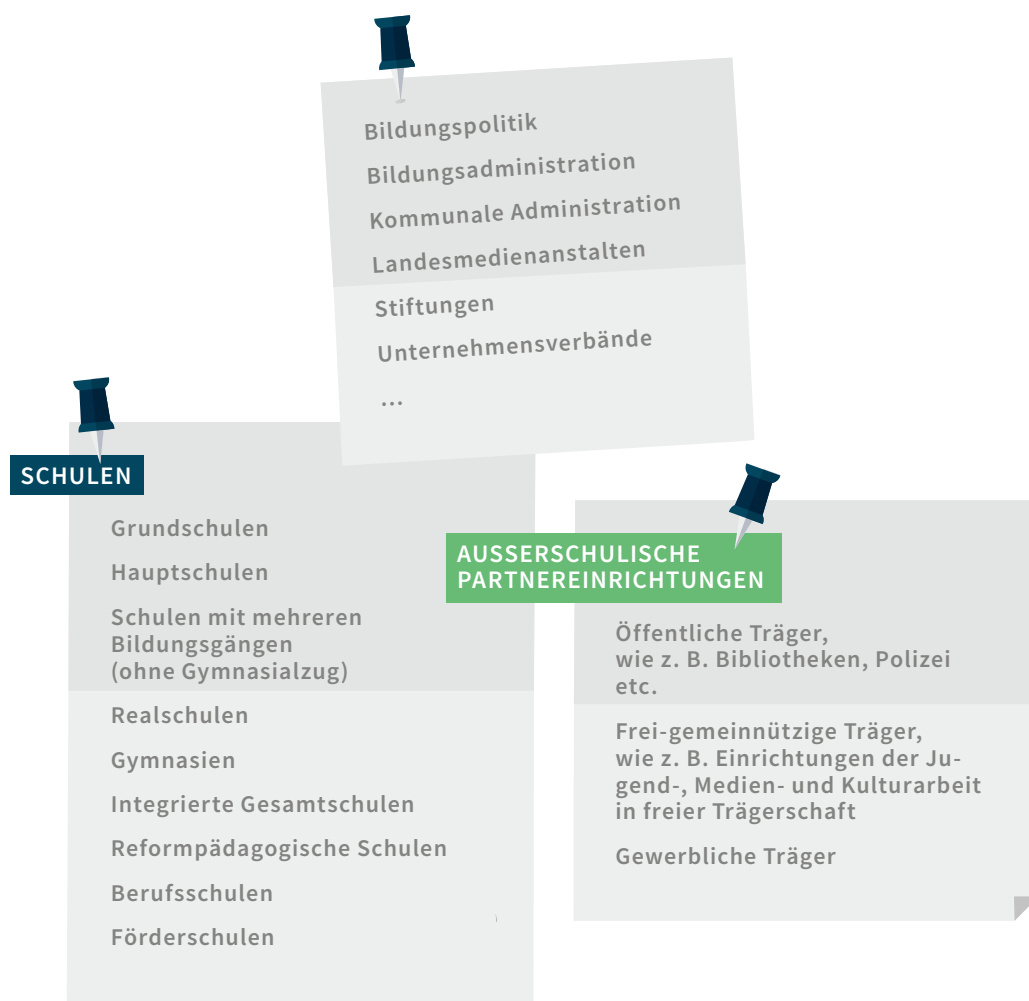 Bildungspolitik
Bildungsadministration
Kommunale Administration
Landesmedienanstalten
Stiftungen
Unternehmensverbände
...
SCHULEN
Grundschulen
Hauptschulen
Schulen mit mehreren
Bildungsgängen
(ohne Gymnasialzug)
Realschulen
Gymnasien
Integrierte Gesamtschulen
Reformpädagogische Schulen
Berufsschulen
Förderschulen
AUSSERSCHULISCHE
PARTNEREINRICHTUNGEN
Öffentliche Träger,
wie z. B. Bibliotheken, Polizei
etc.
Frei-gemeinnützige Träger,
wie z. B. Einrichtungen der Ju-
gend-, Medien- und Kulturarbeit
in freier Trägerschaft
Gewerbliche Träger